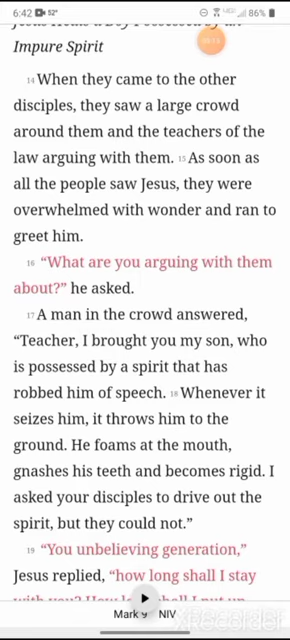 6:42 52°
86%
Impure Spirit
14 When they came to the other
disciples, they saw a large crowd
around them and the teachers of the
law arguing with them. 15 As soon as
all the people saw Jesus, they were
overwhelmed with wonder and ran to
greet him.
16 “What are you arguing with them
about?” he asked.
17 A man in the crowd answered,
“Teacher, I brought you my son, who
is possessed by a spirit that has
robbed him of speech. 18 Whenever it
seizes him, it throws him to the
ground. He foams at the mouth,
gnashes his teeth and becomes rigid. I
asked your disciples to drive out the
spirit, but they could not.”
19 “You unbelieving generation,”
Jesus replied, “how long shall I stay
Mark 9 NIV